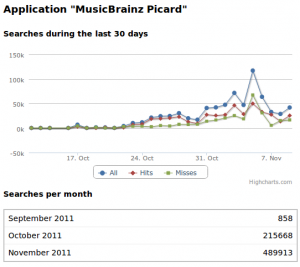 Application "MusicBrainz Picard"
Searches during the last 30 days
150k
100k
50k
0k
-50k
17. Oct 24. Oct 31. Oct 7. Nov
All Hits Misses
Highcharts.com
Searches per month
September 2011 858
October 2011 215668
November 2011 489913